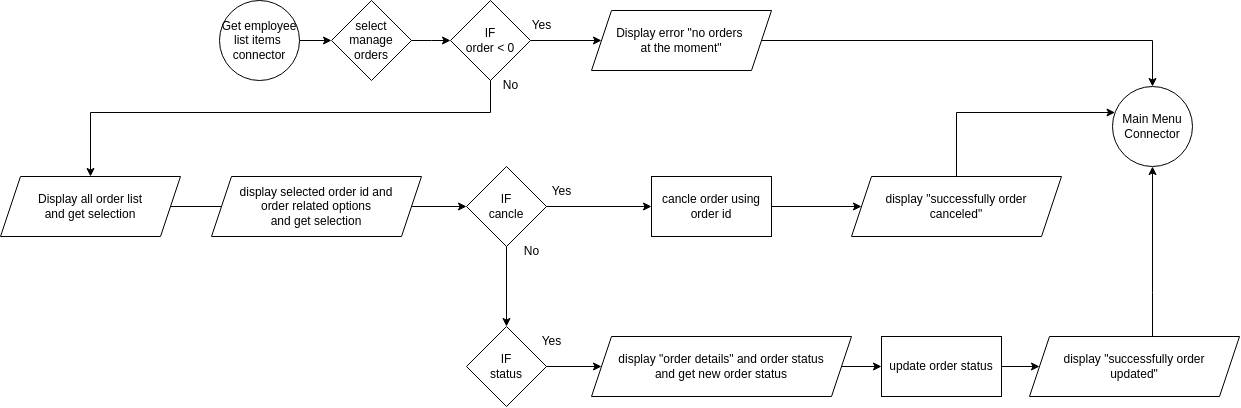 Get employee
list items
connector
select
manage
orders
IF
order < 0
Yes
Display error "no orders
at the moment"
No
Main Menu
Connector
Display all order list
and get selection
display selected order id and
order related options
and get selection
IF
cancle
Yes
cancle order using
order id
display "successfully order
canceled"
No
IF
status
Yes
display "order details" and order status
and get new order status
update order status
display "successfully order
updated"